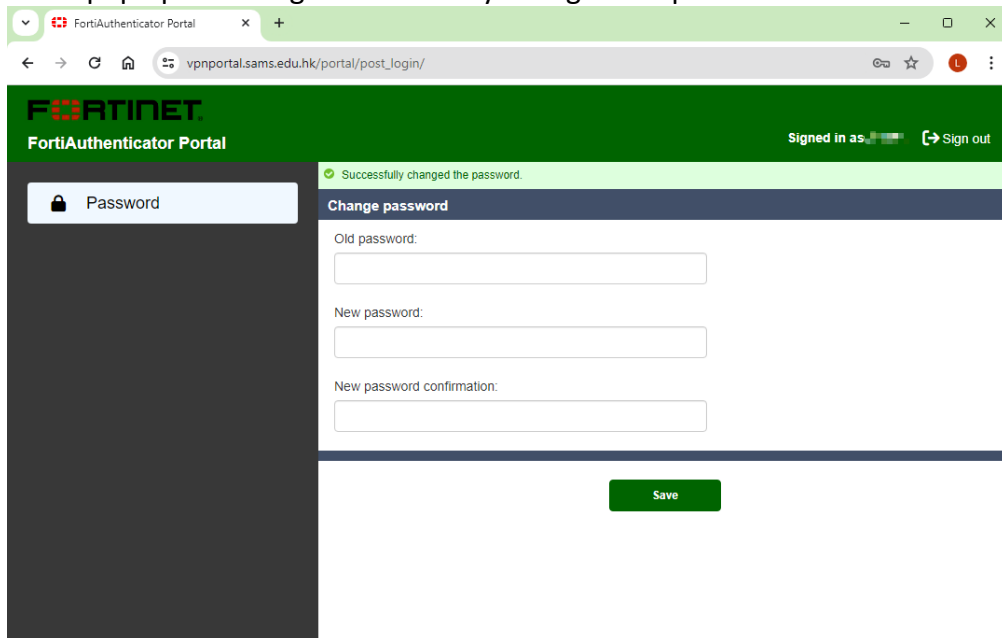 FortiAuthenticator Portal
vpnportal.sams.edu.hk/portal/post_login/
L
FORTINET
FortiAuthenticator Portal
Signed in as
Sign out
Successfully changed the password.
Password
Change password
Old password:
New password:
New password confirmation:
Save